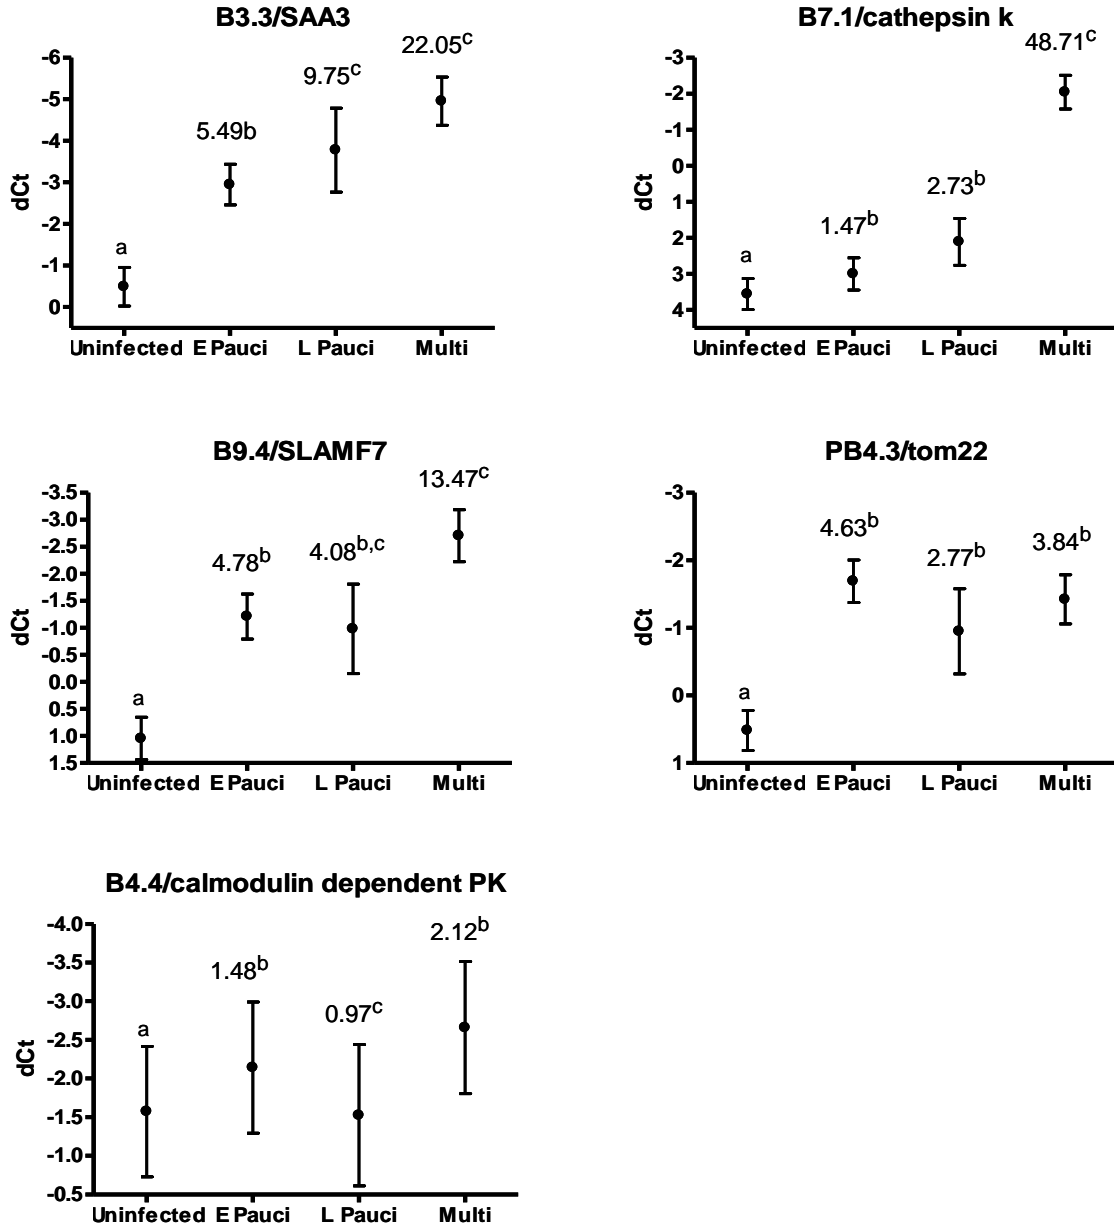 B3.3/SAA3
22.05c
9.75c
5.49b
a
-6
-5
-4
-3
-2
-1
0
dCt
Uninfected E Pauci L Pauci Multi
B7.1/cathepsin k
48.71c
2.73b
1.47b
a
-3
-2
-1
0
1
2
3
4
dCt
Uninfected E Pauci L Pauci Multi
B9.4/SLAMF7
13.47c
4.08b,c
4.78b
a
-3.5
-3.0
-2.5
-2.0
-1.5
-1.0
-0.5
0.0
0.5
1.0
1.5
dCt
Uninfected E Pauci L Pauci Multi
PB4.3/tom22
4.63b
2.77b
3.84b
a
-3
-2
-1
0
1
dCt
Uninfected E Pauci L Pauci Multi
B4.4/calmodulin dependent PK
2.12b
1.48b
0.97c
a
-4.0
-3.5
-3.0
-2.5
-2.0
-1.5
-1.0
-0.5
dCt
Uninfected E Pauci L Pauci Multi